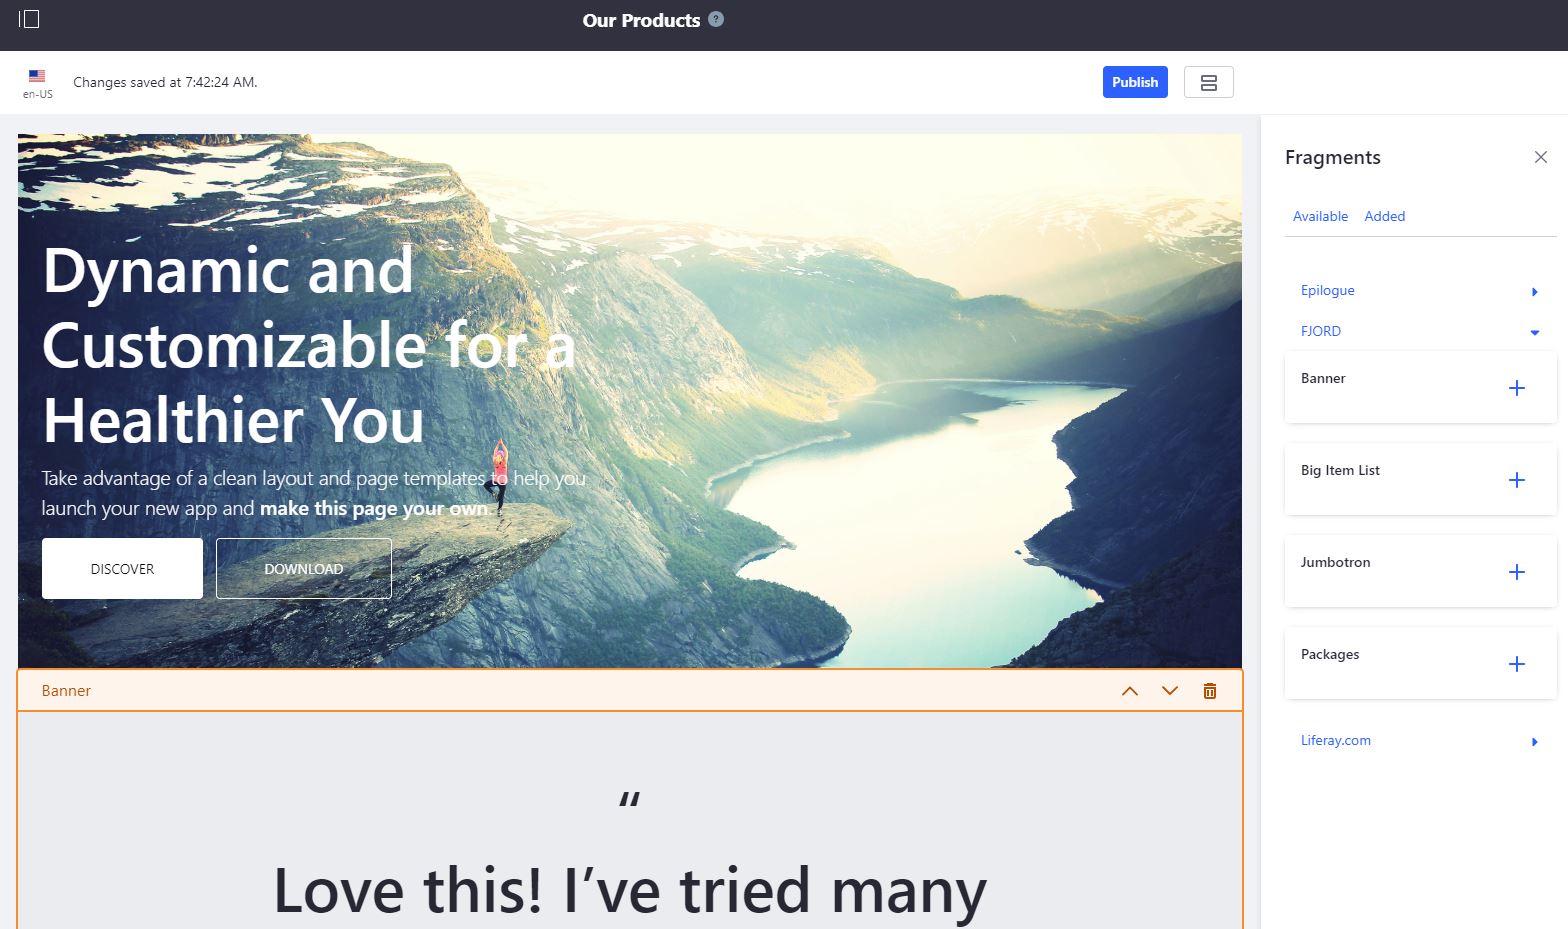 Our Products ?
en-US
Changes saved at 7:42:24 AM.
Publish
Dynamic and
Customizable for a
Healthier You
Take advantage of a clean layout and page templates to help you
launch your new app and make this page your own.
DISCOVER
DOWNLOAD
Banner
“
Love this! I’ve tried many
Fragments
Available
Added
Epilogue
FJORD
Banner
Big Item List
Jumbotron
Packages
Liferay.com